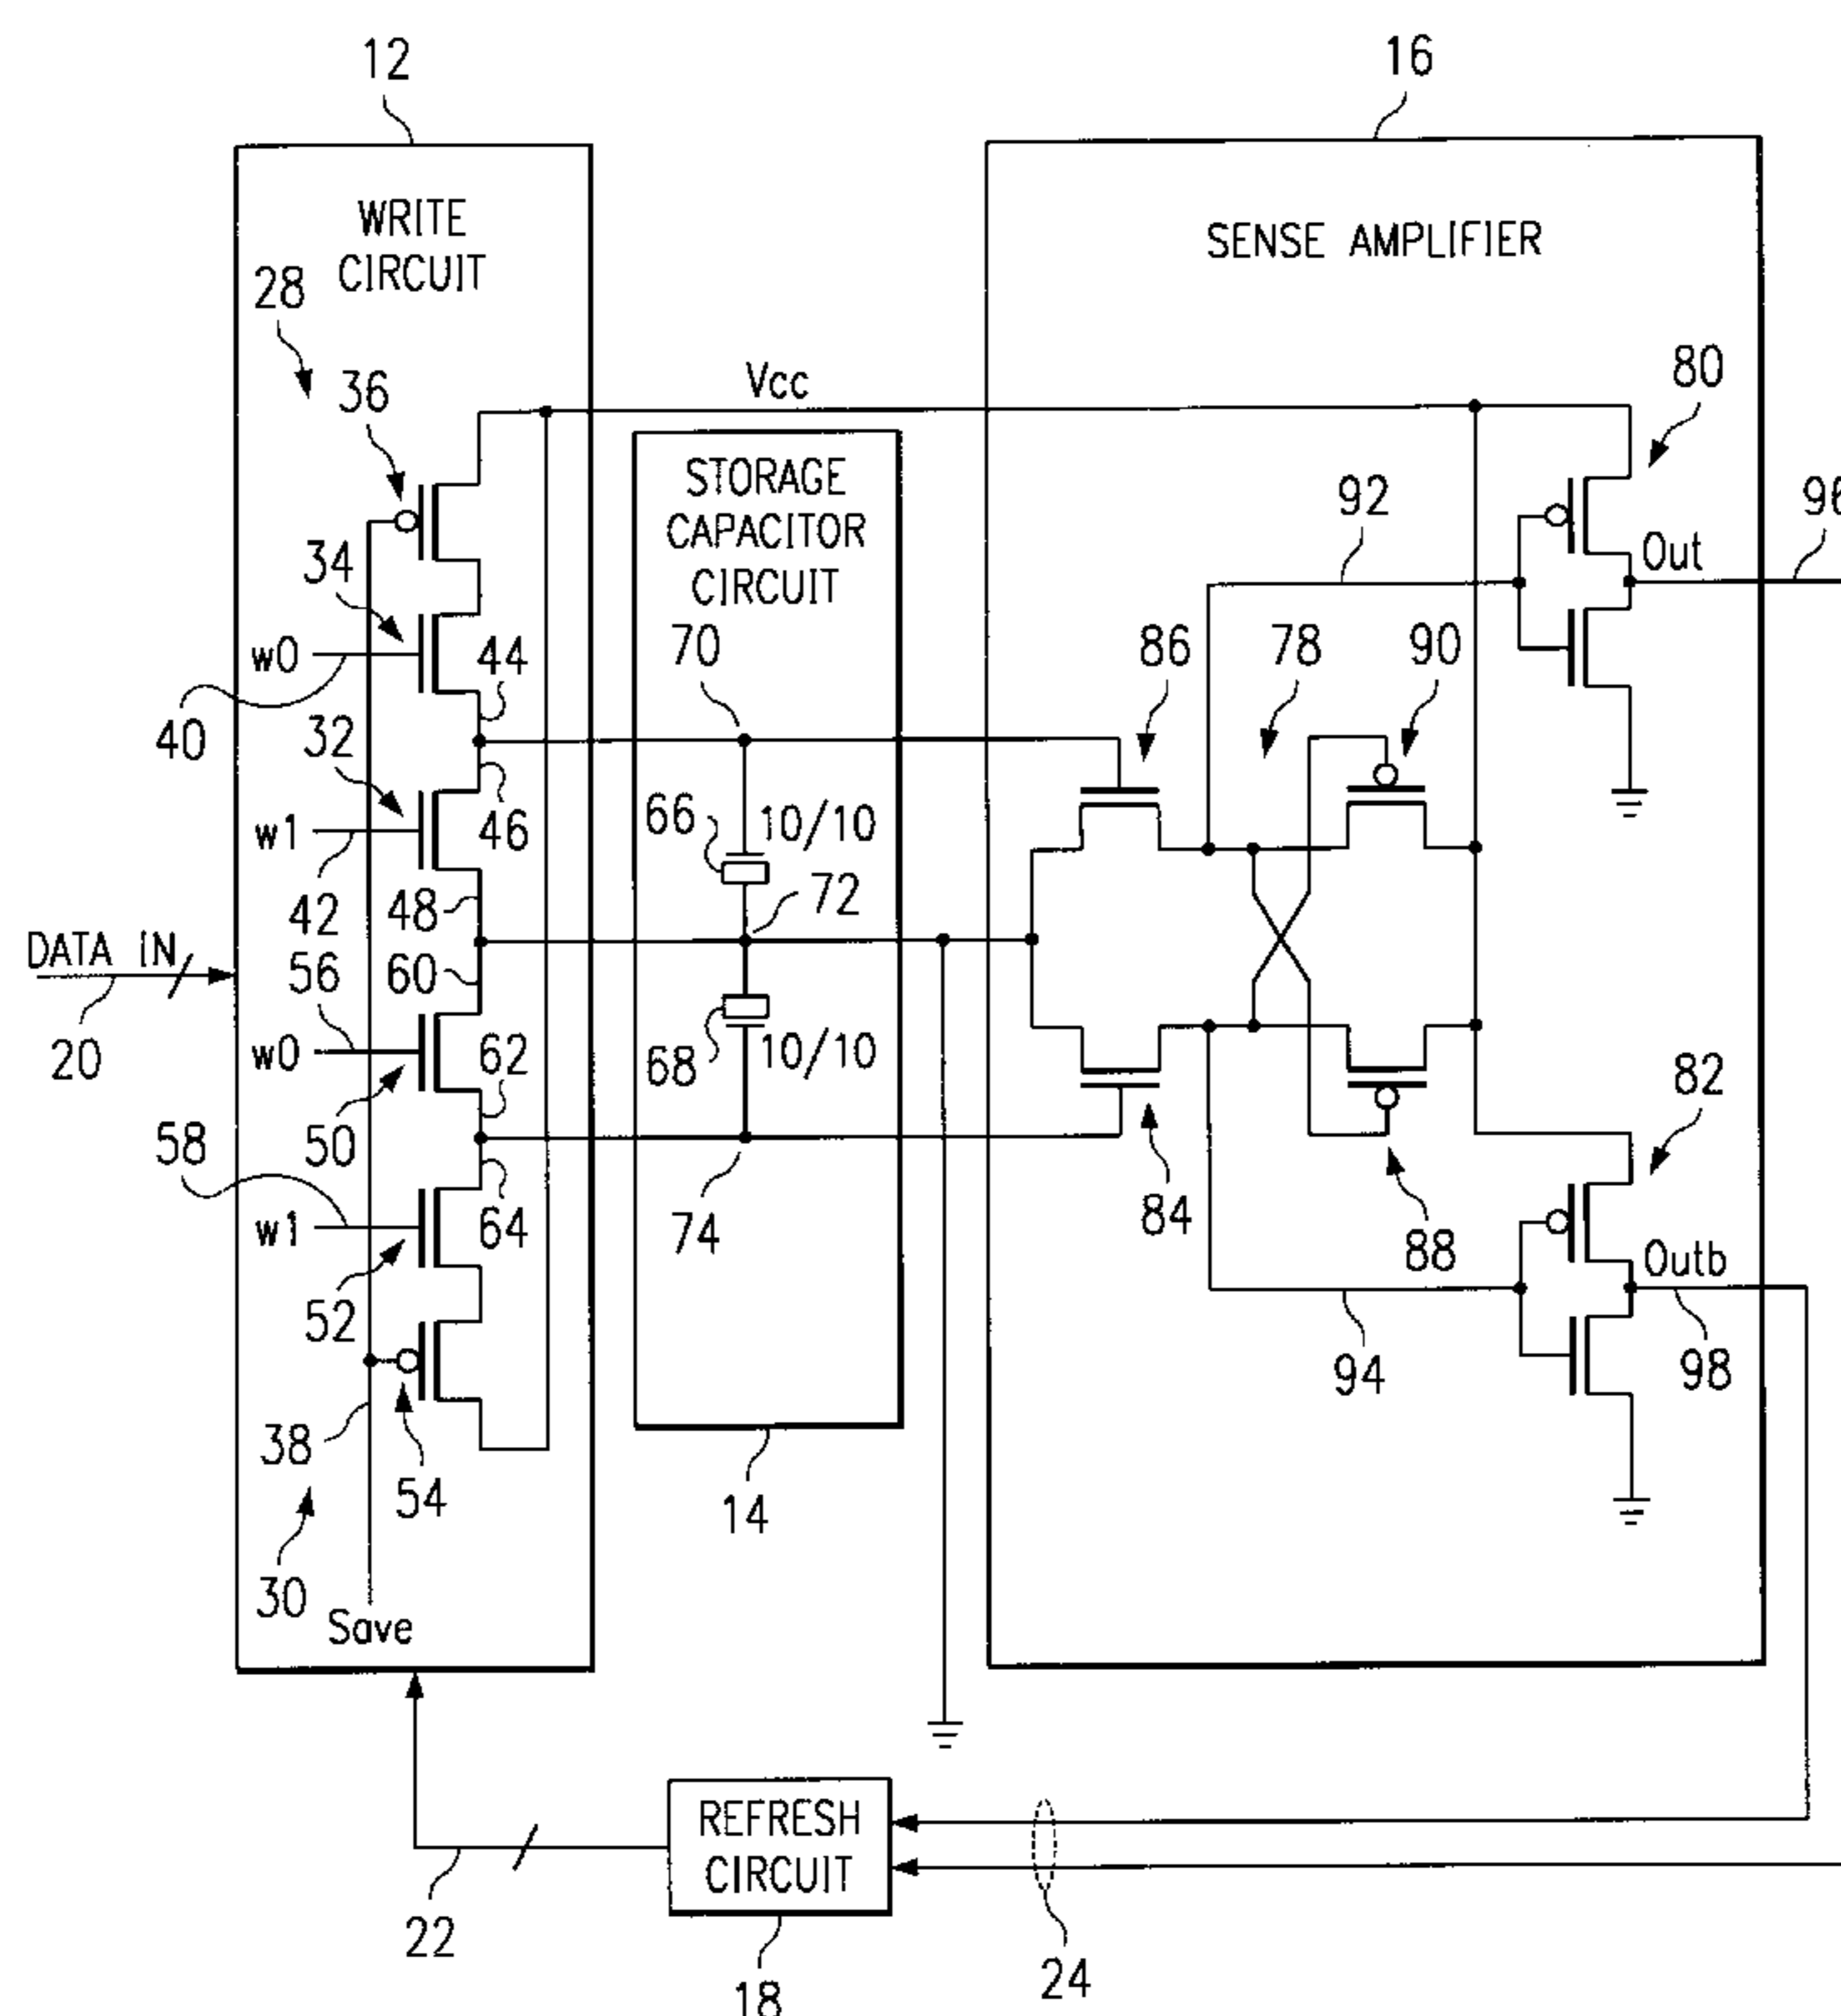 12
16
WRITE
CIRCUIT
SENSE AMPLIFIER
28
36
Vcc
80
STORAGE
CAPACITOR
CIRCUIT
92
34
Out
w0
44
70
86
78
90
40
32
66
10/10
w1
46
42
48
72
DATA IN
56
60
20
w0
62
68
10/10
82
58
50
w1
64
74
84
88
Outb
52
94
98
38
54
14
30
Save
REFRESH
CIRCUIT
22
24
18